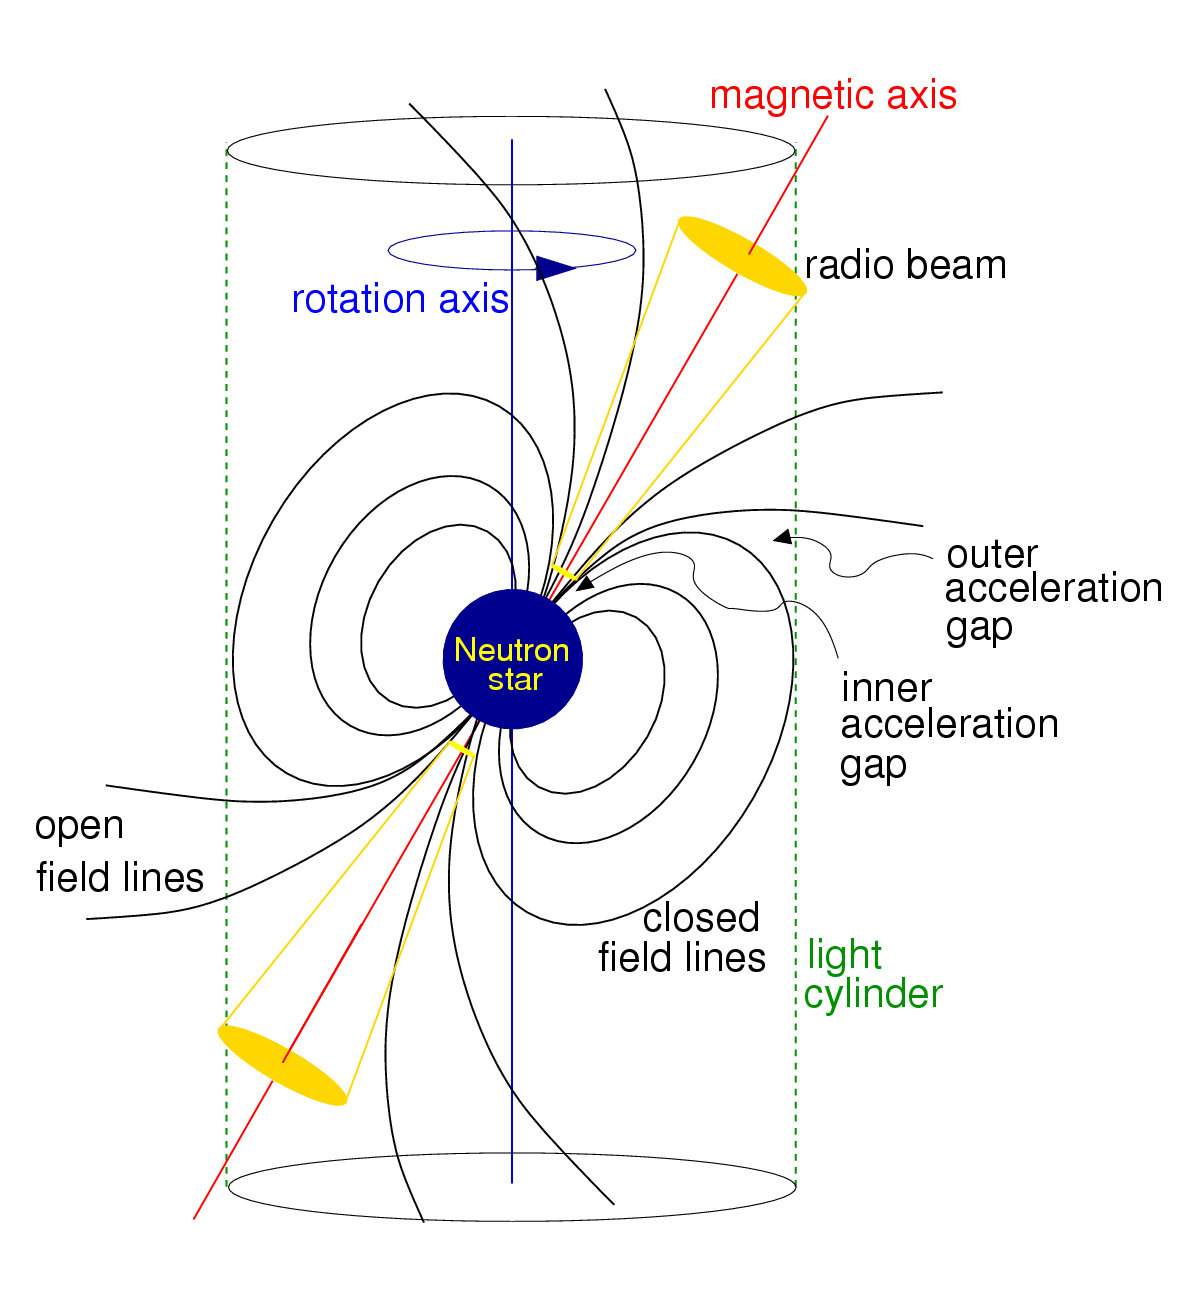 magnetic axis
radio beam
rotation axis
outer
acceleration
gap
Neutron
star
inner
acceleration
gap
open
field lines
closed
field lines
light
cylinder